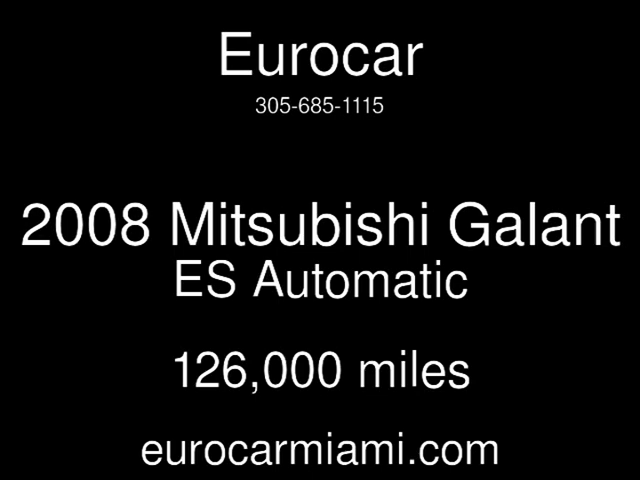 Eurocar
305-685-1115
2008 Mitsubishi Galant
ES Automatic
126,000 miles
eurocarmiami.com